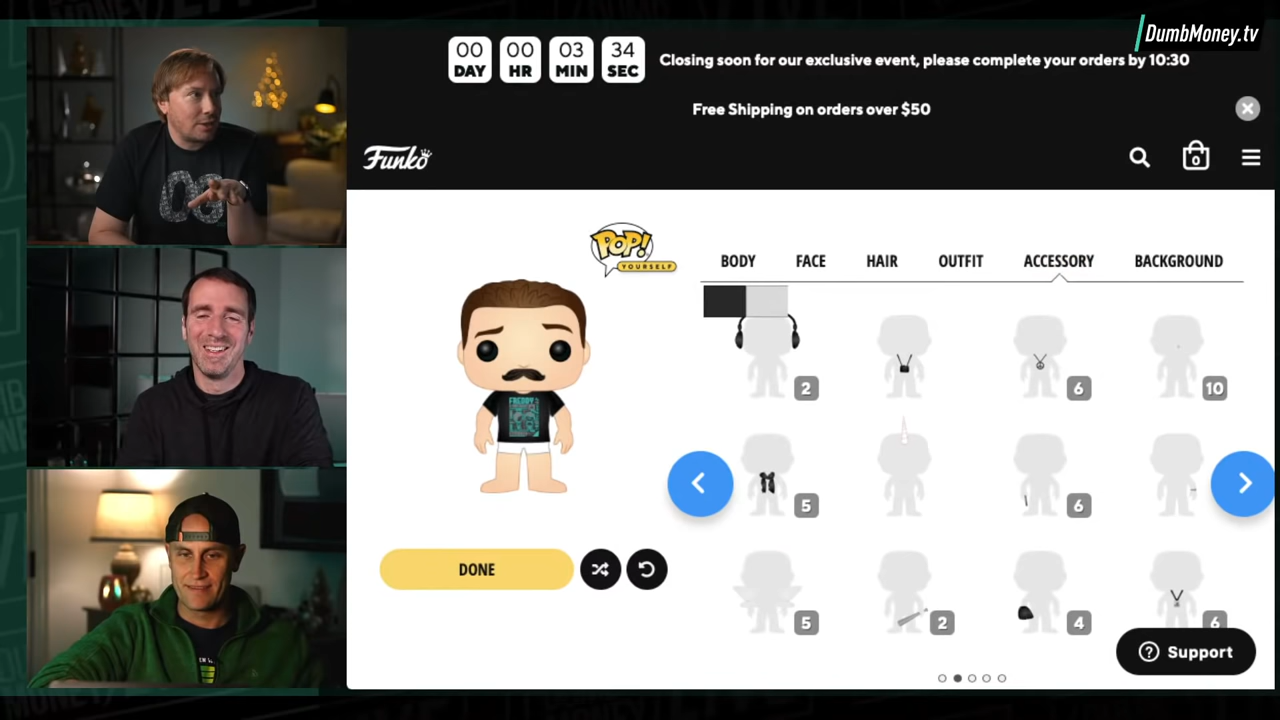 DumbMoney.tv
00 00 03 34
DAY HR MIN SEC
Closing soon for our exclusive event, please complete your orders by 10:30
Free Shipping on orders over $50
Funko
0
POP!
YOURSELF
BODY FACE HAIR OUTFIT ACCESSORY BACKGROUND
2 6 10
FREDDY
5 6
DONE
5 2 4 6
Support